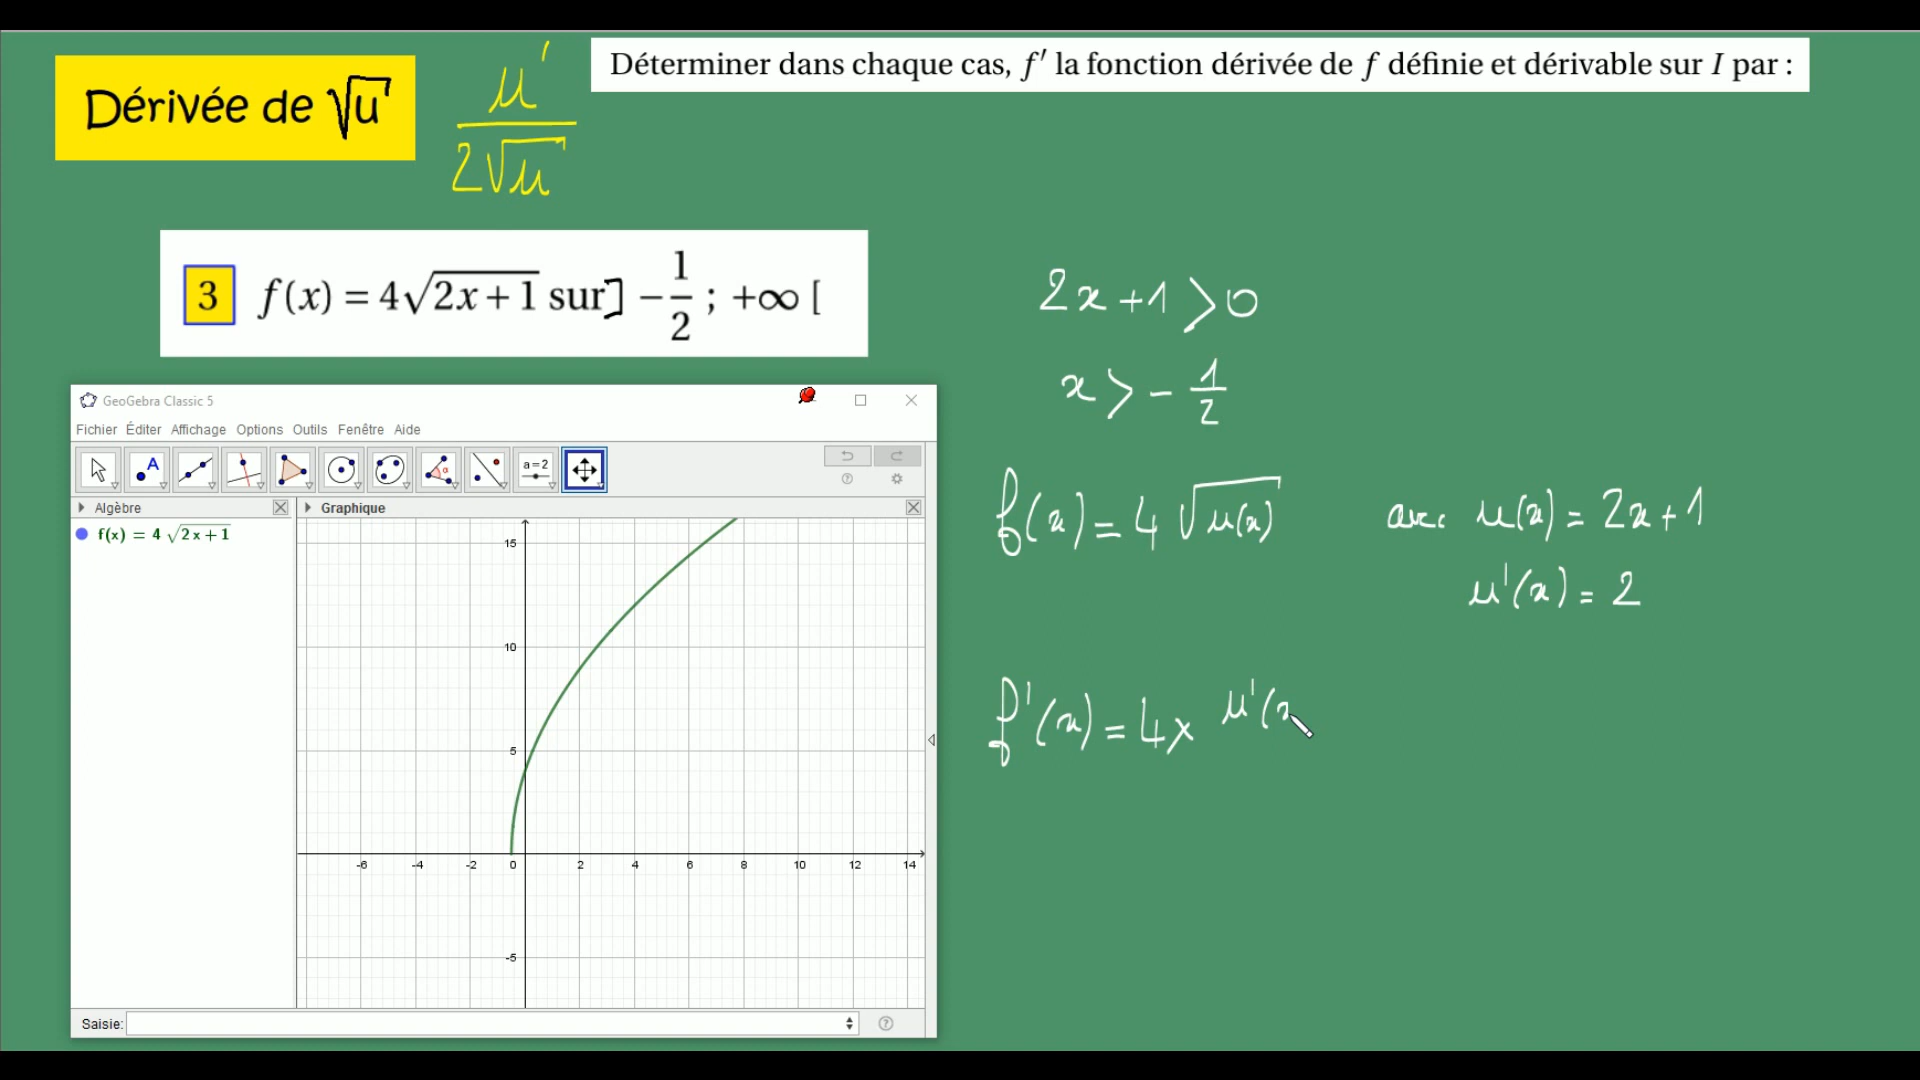 Dérivée de √u
u'
2√u
Déterminer dans chaque cas, f′ la fonction dérivée de f définie et dérivable sur I par :
3 f(x) = 4√2x+1 sur ] −1/2 ; +∞ [
2x+1 > 0
x > - 1/2
f(x) = 4 √u(x) avec u(x) = 2x+1
u'(x) = 2
f'(x) = 4x u'(x
GeoGebra Classic 5
Fichier Éditer Affichage Options Outils Fenêtre Aide
A
α
a=2
Algèbre
Graphique
f(x) = 4 √2x+1
15
10
5
-6 -4 -2 0 2 4 6 8 10 12 14
-5
Saisie: